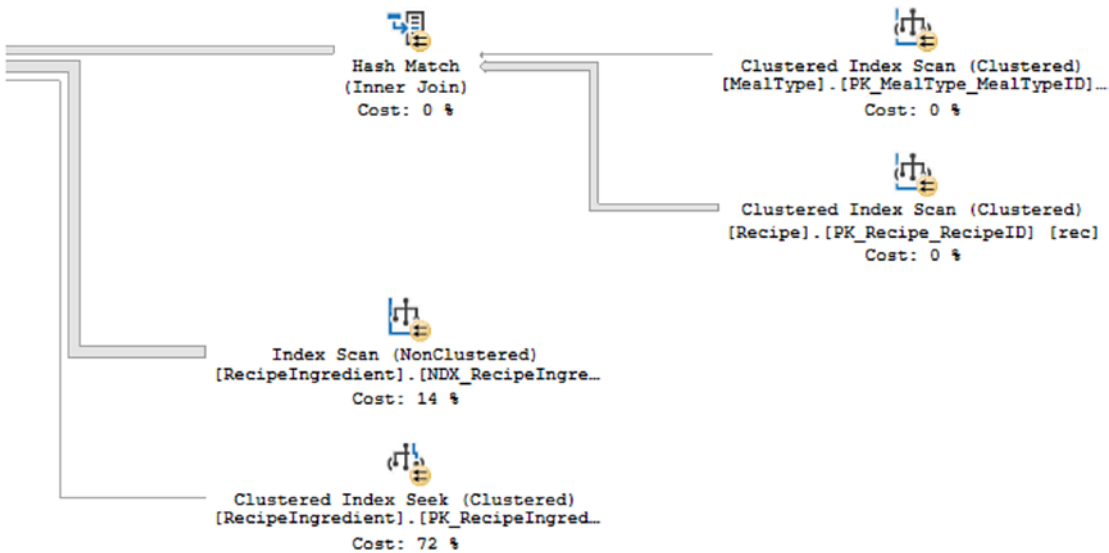 Hash Match
(Inner Join)
Cost: 0 %
Clustered Index Scan (Clustered)
[MealType].[PK_MealType_MealTypeID]…
Cost: 0 %
Clustered Index Scan (Clustered)
[Recipe].[PK_Recipe_RecipeID] [rec]
Cost: 0 %
Index Scan (NonClustered)
[RecipeIngredient].[NDX_RecipeIngre…
Cost: 14 %
Clustered Index Seek (Clustered)
[RecipeIngredient].[PK_RecipeIngred…
Cost: 72 %